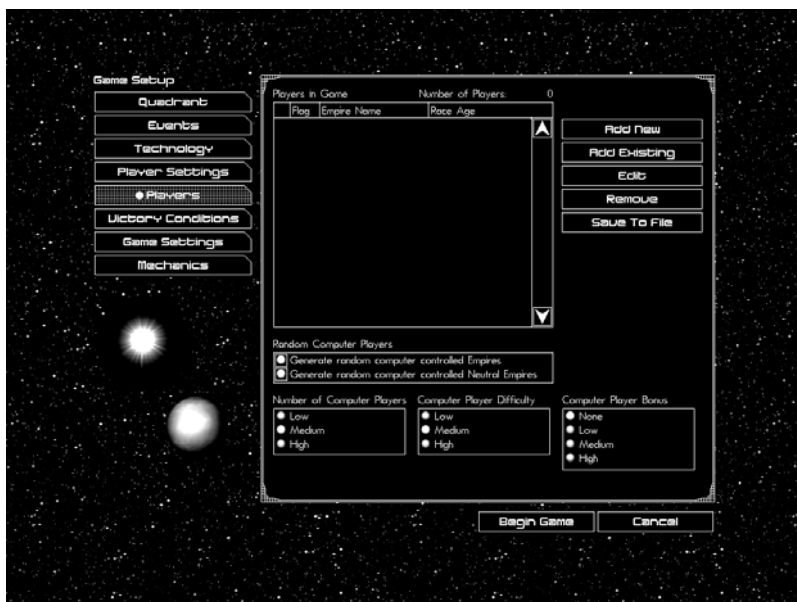 Game Setup
Quadrant
Events
Technology
Player Settings
Players
Victory Conditions
Game Settings
Mechanics
Players in Game Number of Players: 0
Flag Empire Name Race Age
Add New
Add Existing
Edit
Remove
Save To File
Random Computer Players
Generate random computer controlled Empires
Generate random computer controlled Neutral Empires
Number of Computer Players
Low
Medium
High
Computer Player Difficulty
Low
Medium
High
Computer Player Bonus
None
Low
Medium
High
Begin Game
Cancel